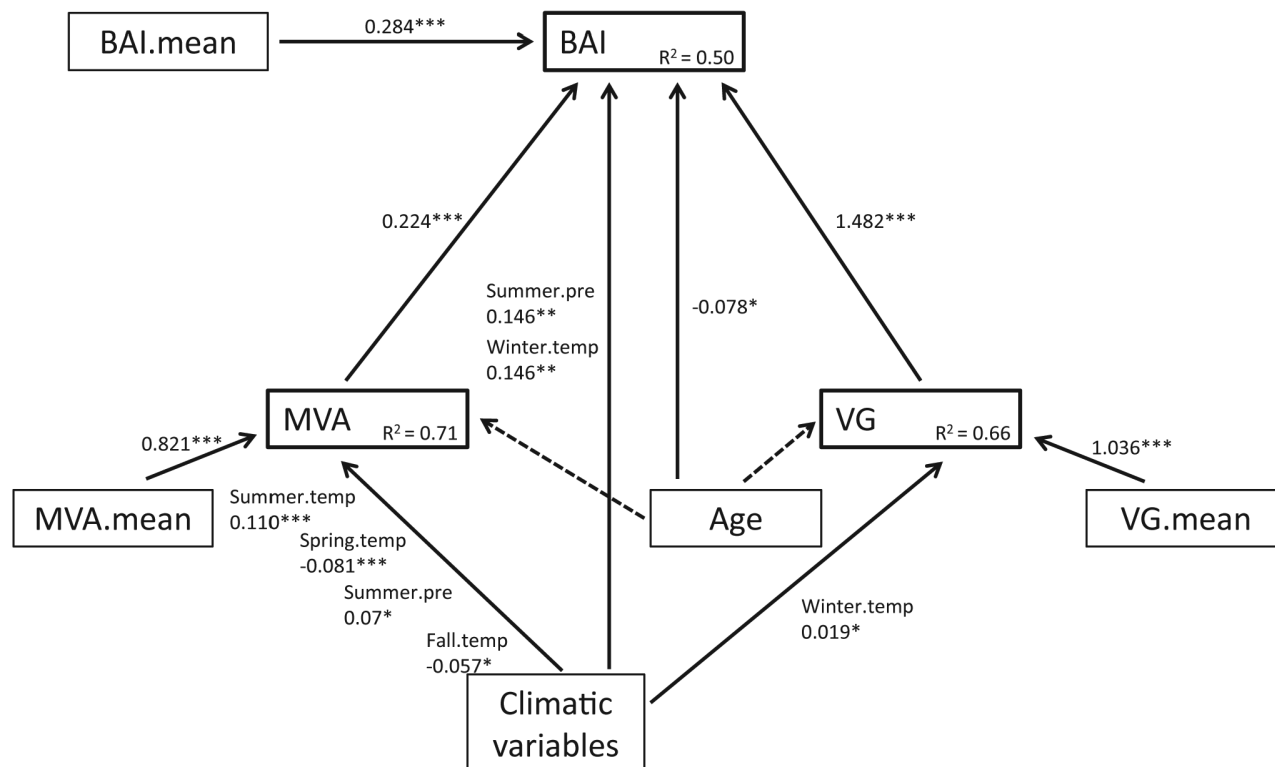 BAI.mean
0.284***
BAI
R² = 0.50
0.224***
1.482***
Summer.pre
0.146**
Winter.temp
0.146**
-0.078*
MVA
R² = 0.71
VG
R² = 0.66
0.821***
1.036***
MVA.mean
Age
VG.mean
Summer.temp
0.110***
Spring.temp
-0.081***
Summer.pre
0.07*
Fall.temp
-0.057*
Winter.temp
0.019*
Climatic
variables